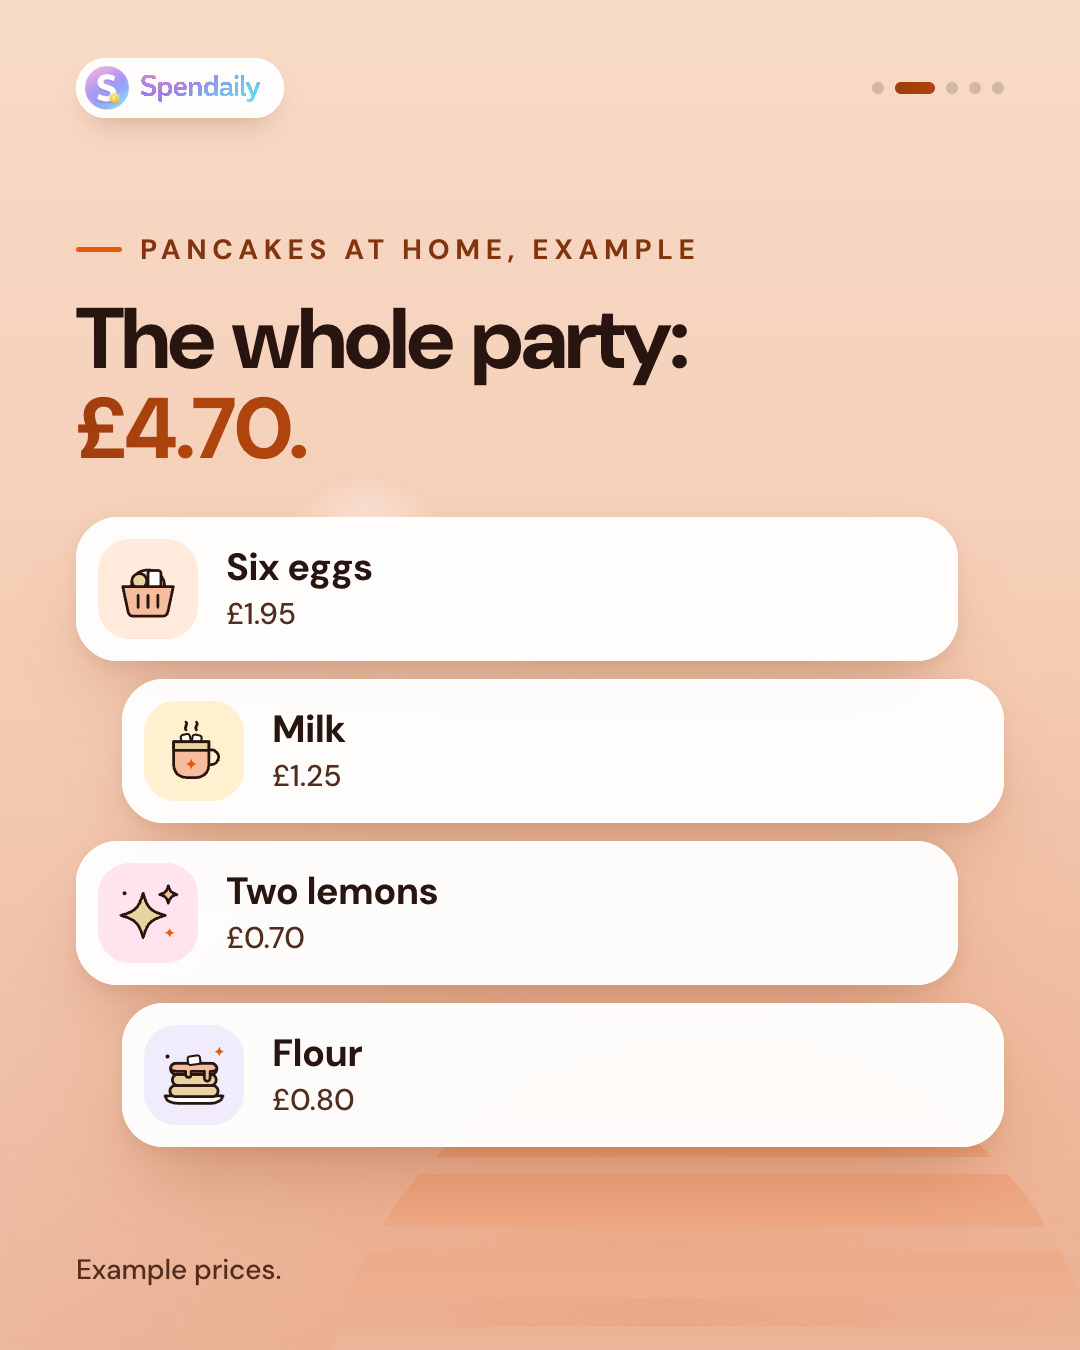 Spendaily
PANCAKES AT HOME, EXAMPLE
The whole party:
£4.70.
Six eggs
£1.95
Milk
£1.25
Two lemons
£0.70
Flour
£0.80
Example prices.